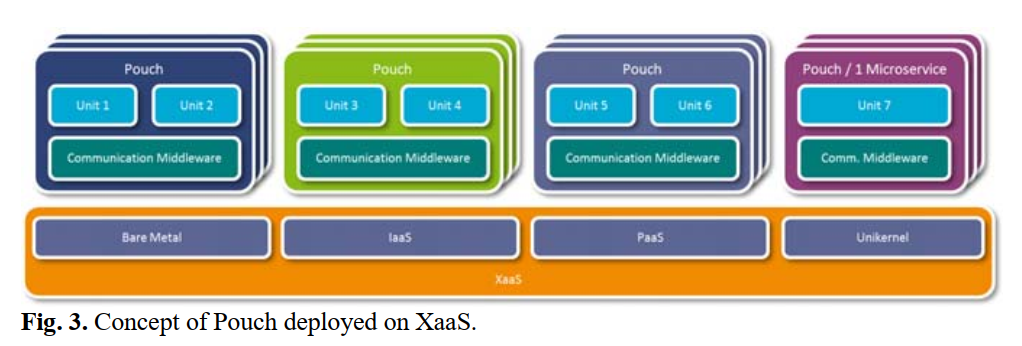 Pouch
Unit 1
Unit 2
Communication Middleware
Pouch
Unit 3
Unit 4
Communication Middleware
Pouch
Unit 5
Unit 6
Communication Middleware
Pouch / 1 Microservice
Unit 7
Comm. Middleware
Bare Metal
IaaS
PaaS
Unikernel
XaaS
Fig. 3. Concept of Pouch deployed on XaaS.